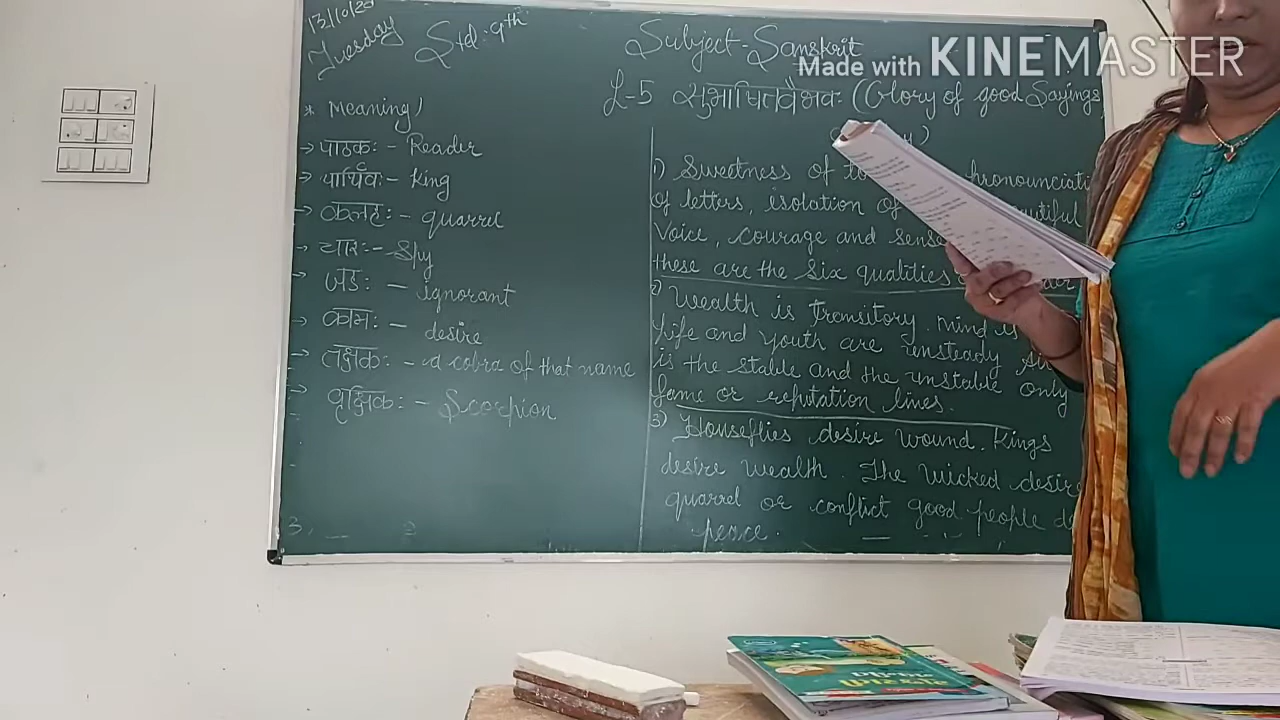 13/10/20
Tuesday
Std : 9th
Subject - Sanskrit
Made with KINEMASTER
L-5 सुभाषितवैभवः (Glory of good Sayings
* Meaning
→ पाठकः - Reader
→ पार्थिवः - King
→ कलहः - quarrel
→ चारः - Spy
→ जडः - ignorant
→ कामः - desire
→ तक्षकः - a cobra of that name
→ वृक्षिकः - Scorpion
1) Sweetness of
of letters, isolation of
Voice, courage and
these are the six qualities
2) Wealth is transitory. mind is
life and youth are unsteady
is the stable and the unstable only
fame or reputation lines.
3) Houseflies desire wound. Kings
desire wealth. The wicked desire
quarrel or conflict good people
peace.